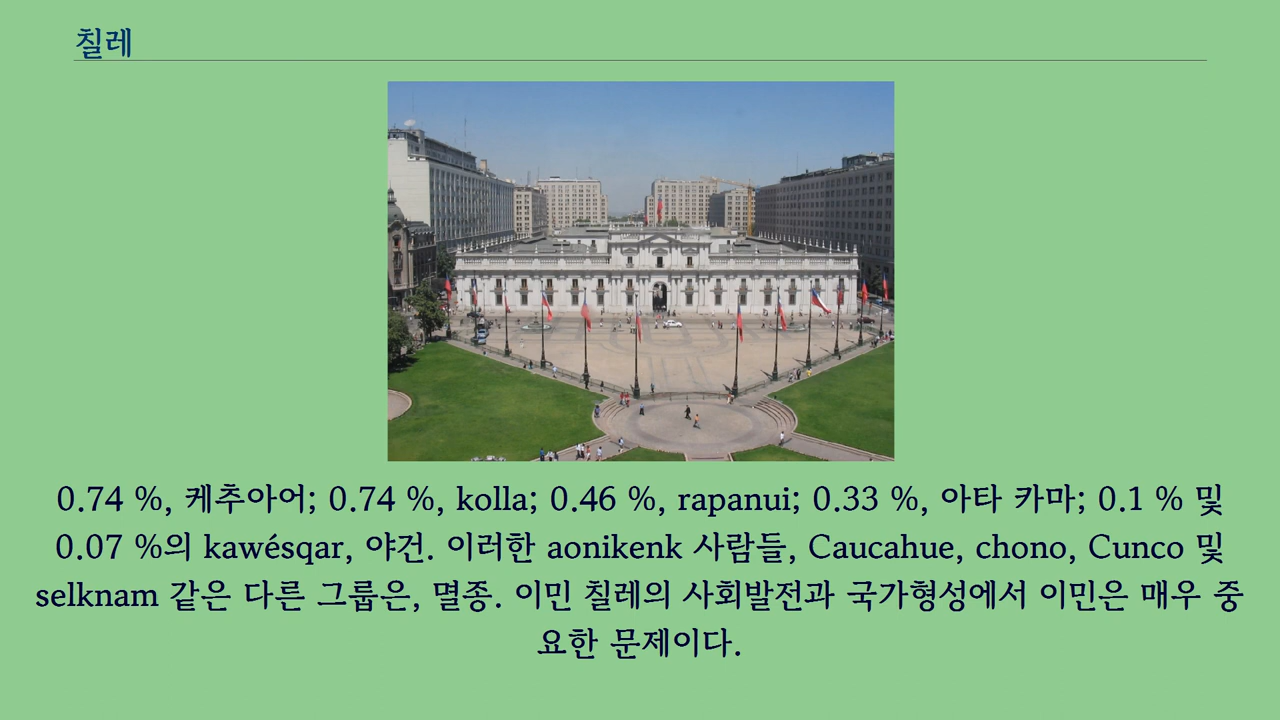 칠레
0.74 %, 케추아어; 0.74 %, kolla; 0.46 %, rapanui; 0.33 %, 아타 카마; 0.1 % 및
0.07 %의 kawésqar, 야건. 이러한 aonikenk 사람들, Caucahue, chono, Cunco 및
selknam 같은 다른 그룹은, 멸종. 이민 칠레의 사회발전과 국가형성에서 이민은 매우 중
요한 문제이다.